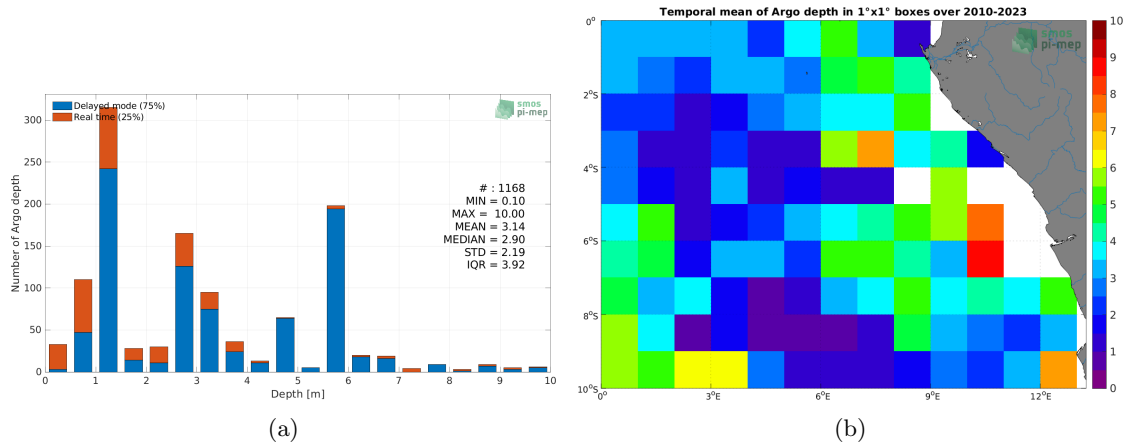 Delayed mode (75%)
Real time (25%)
smos
pi-mep
Number of Argo depth
300
250
200
150
100
50
0
# : 1168
MIN = 0.10
MAX = 10.00
MEAN = 3.14
MEDIAN = 2.90
STD = 2.19
IQR = 3.92
0 1 2 3 4 5 6 7 8 9 10
Depth [m]
(a)
Temporal mean of Argo depth in 1°x1° boxes over 2010-2023
smos
pi-mep
0°
2°S
4°S
6°S
8°S
10°S
0° 3°E 6°E 9°E 12°E
10
9
8
7
6
5
4
3
2
1
0
(b)